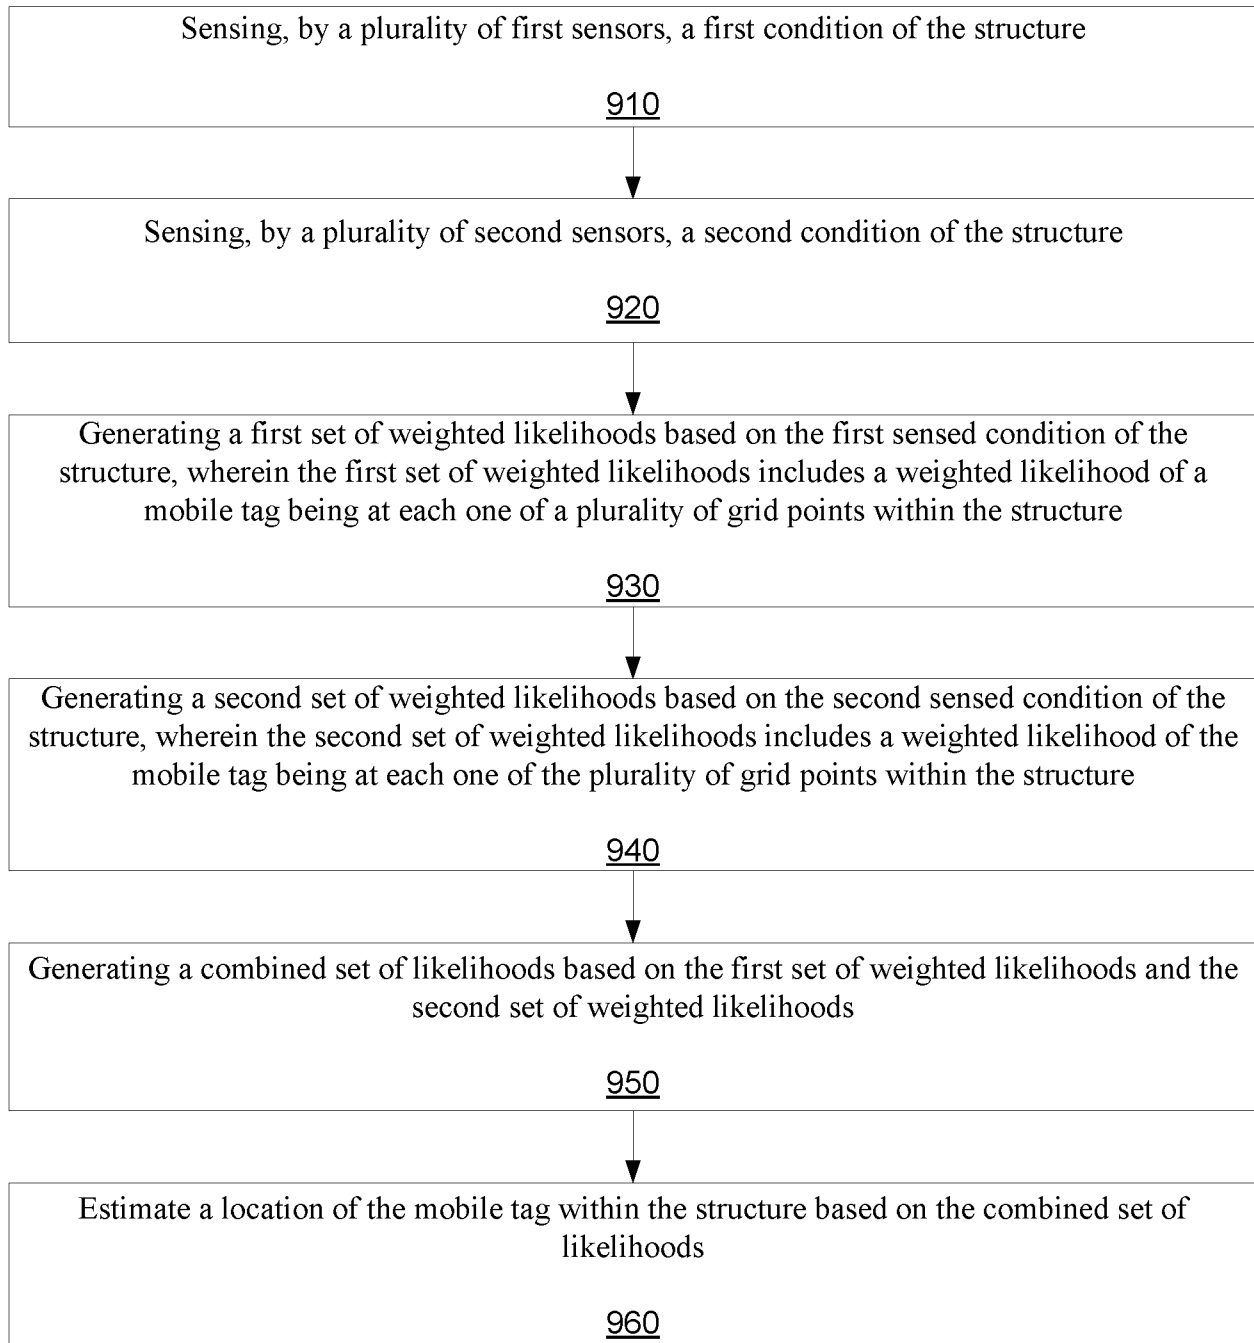 Sensing, by a plurality of first sensors, a first condition of the structure
910
Sensing, by a plurality of second sensors, a second condition of the structure
920
Generating a first set of weighted likelihoods based on the first sensed condition of the
structure, wherein the first set of weighted likelihoods includes a weighted likelihood of a
mobile tag being at each one of a plurality of grid points within the structure
930
Generating a second set of weighted likelihoods based on the second sensed condition of the
structure, wherein the second set of weighted likelihoods includes a weighted likelihood of the
mobile tag being at each one of the plurality of grid points within the structure
940
Generating a combined set of likelihoods based on the first set of weighted likelihoods and the
second set of weighted likelihoods
950
Estimate a location of the mobile tag within the structure based on the combined set of
likelihoods
960